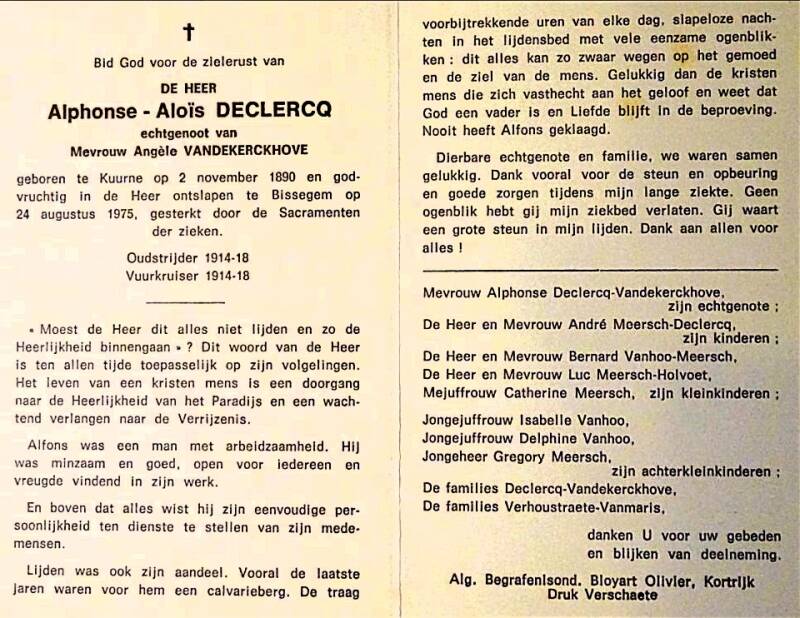 ✝
Bid God voor de zielerust van
DE HEER
Alphonse - Aloïs DECLERCQ
echtgenoot van
Mevrouw Angèle VANDEKERCKHOVE
geboren te Kuurne op 2 november 1890 en god-
vruchtig in de Heer ontslapen te Bissegem op
24 augustus 1975, gesterkt door de Sacramenten
der zieken.
Oudstrijder 1914-18
Vuurkruiser 1914-18
« Moest de Heer dit alles niet lijden en zo de
Heerlijkheid binnengaan » ? Dit woord van de Heer
is ten allen tijde toepasselijk op zijn volgelingen.
Het leven van een kristen mens is een doorgang
naar de Heerlijkheid van het Paradijs en een wach-
tend verlangen naar de Verrijzenis.
Alfons was een man met arbeidzaamheid. Hij
was minzaam en goed, open voor iedereen en
vreugde vindend in zijn werk.
En boven dat alles wist hij zijn eenvoudige per-
soonlijkheid ten dienste te stellen van zijn mede-
mensen.
Lijden was ook zijn aandeel. Vooral de laatste
jaren waren voor hem een calvarieberg. De traag
voorbijtrekkende uren van elke dag, slapeloze nach-
ten in het lijdensbed met vele eenzame ogenblik-
ken : dit alles kan zo zwaar wegen op het gemoed
en de ziel van de mens. Gelukkig dan de kristen
mens die zich vasthecht aan het geloof en weet dat
God een vader is en Liefde blijft in de beproeving.
Nooit heeft Alfons geklaagd.
Dierbare echtgenote en familie, we waren samen
gelukkig. Dank vooral voor de steun en opbeuring
en goede zorgen tijdens mijn lange ziekte. Geen
ogenblik hebt gij mijn ziekbed verlaten. Gij waart
een grote steun in mijn lijden. Dank aan allen voor
alles !
Mevrouw Alphonse Declercq-Vandekerckhove,
zijn echtgenote ;
De Heer en Mevrouw André Meersch-Declercq,
zijn kinderen ;
De Heer en Mevrouw Bernard Vanhoo-Meersch,
De Heer en Mevrouw Luc Meersch-Holvoet,
Mejuffrouw Catherine Meersch, zijn kleinkinderen ;
Jongejuffrouw Isabelle Vanhoo,
Jongejuffrouw Delphine Vanhoo,
Jongeheer Gregory Meersch,
zijn achterkleinkinderen ;
De families Declercq-Vandekerckhove,
De families Verhoustraete-Vanmaris,
danken U voor uw gebeden
en blijken van deelneming.
Alg. Begrafenisond. Bloyart Olivier, Kortrijk
Druk Verschaete